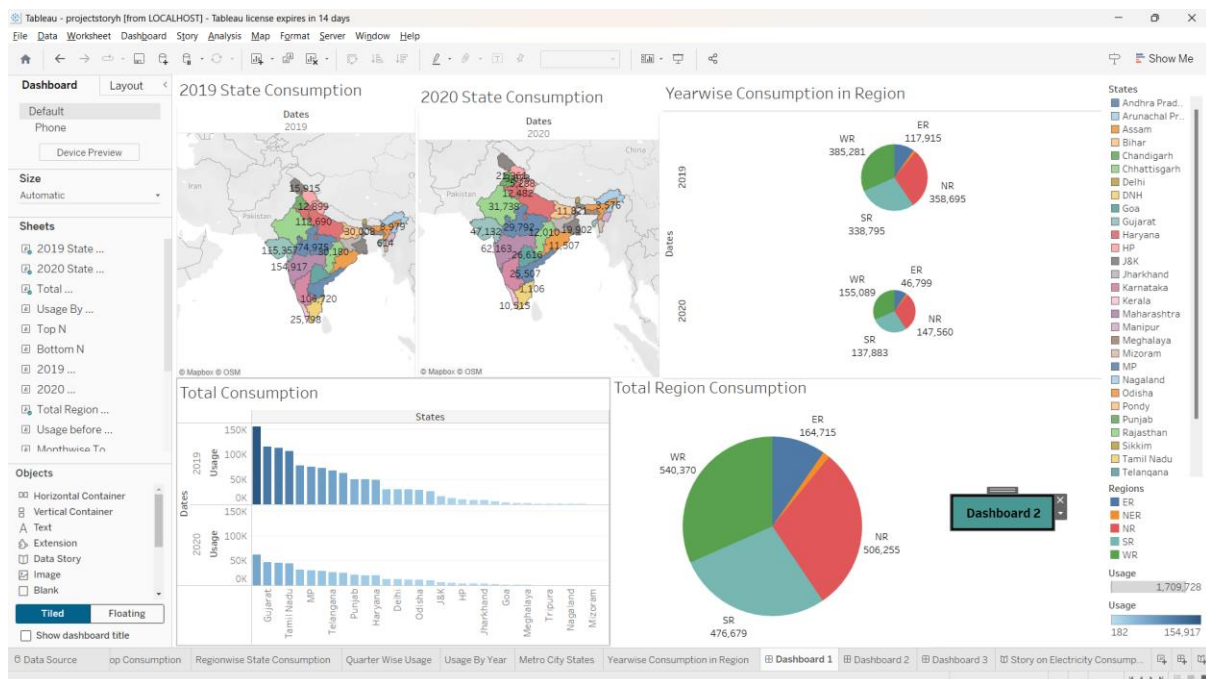 Tableau - projectstoryh [from LOCALHOST] - Tableau license expires in 14 days
File Data Worksheet Dashboard Story Analysis Map Format Server Window Help
Show Me
Dashboard Layout
Default
Phone
Device Preview
Size
Automatic
Sheets
2019 State ...
2020 State ...
Total ...
Usage By ...
Top N
Bottom N
2019 ...
2020 ...
Total Region ...
Usage before ...
Monthwise To...
Objects
Horizontal Container
Vertical Container
Text
Extension
Data Story
Image
Blank
Tiled Floating
Show dashboard title
2019 State Consumption
Dates
2019
Iran
Pakistan
15,915
12,899
112,690
30,008
115,357
74,975
154,917
614
25,798
© Mapbox © OSM
2020 State Consumption
Dates
2020
China
Pakistan
12,482
31,739
11,821
3,576
47,132
29,792
19,902
62,163
11,507
26,616
25,507
1,106
10,515
© Mapbox © OSM
Yearwise Consumption in Region
Dates
2019
WR
385,281
ER
117,915
NR
358,695
SR
338,795
2020
WR
155,089
ER
46,799
NR
147,560
SR
137,883
Total Consumption
States
Dates
2019
Usage
150K
100K
50K
0K
2020
Usage
150K
100K
50K
0K
Gujarat
Tamil Nadu
MP
Telangana
Punjab
Haryana
Delhi
Odisha
J&K
HP
Jharkhand
Goa
Meghalaya
Tripura
Nagaland
Mizoram
Total Region Consumption
ER
164,715
WR
540,370
NR
506,255
SR
476,679
Dashboard 2
States
Andhra Prad..
Arunachal Pr..
Assam
Bihar
Chandigarh
Chhattisgarh
Delhi
DNH
Goa
Gujarat
Haryana
HP
J&K
Jharkhand
Karnataka
Kerala
Maharashtra
Manipur
Meghalaya
Mizoram
MP
Nagaland
Odisha
Pondy
Punjab
Rajasthan
Sikkim
Tamil Nadu
Telangana
Regions
ER
NER
NR
SR
WR
Usage
1,709,728
Usage
182 154,917
Data Source op Consumption Regionwise State Consumption Quarter Wise Usage Usage By Year Metro City States Yearwise Consumption in Region Dashboard 1 Dashboard 2 Dashboard 3 Story on Electricity Consump...